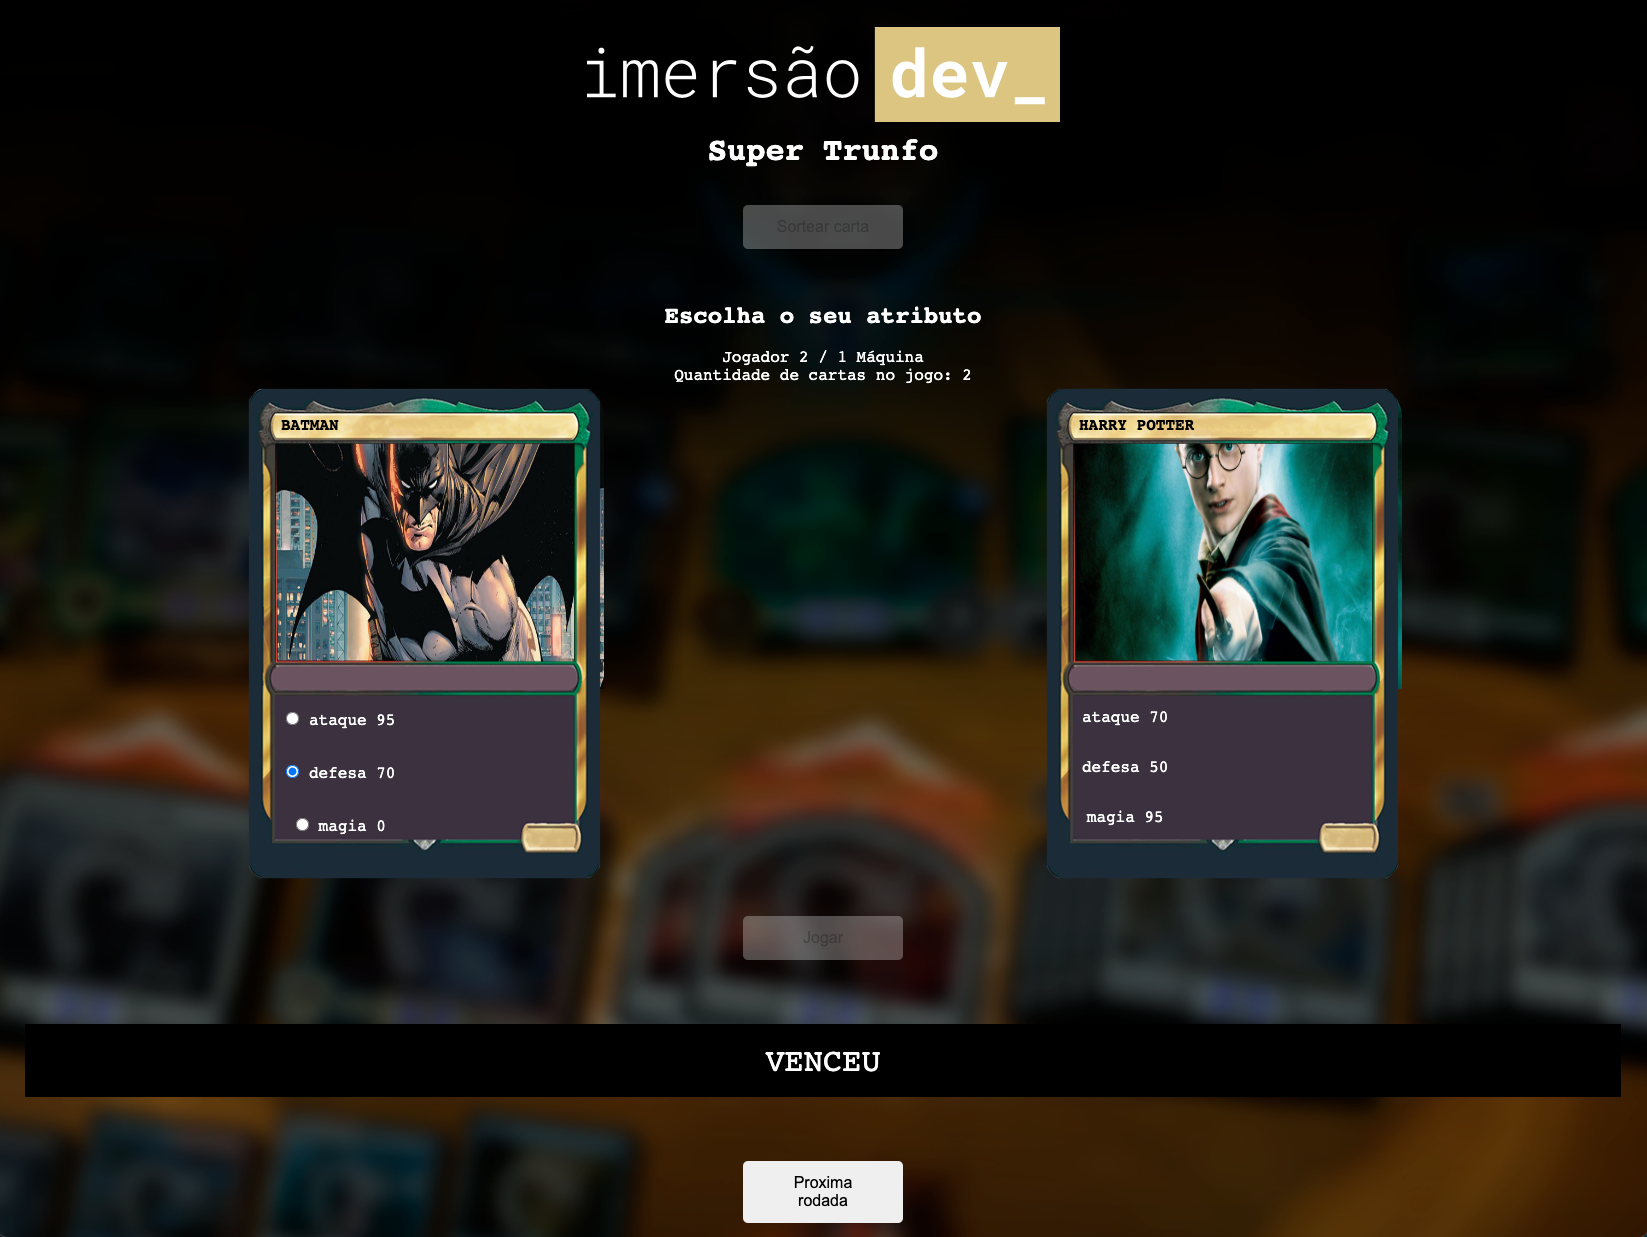 imersão dev_
Super Trunfo
Sortear carta
Escolha o seu atributo
Jogador 2 / 1 Máquina
Quantidade de cartas no jogo: 2
BATMAN
ataque 95
defesa 70
magia 0
HARRY POTTER
ataque 70
defesa 50
magia 95
Jogar
VENCEU
Proxima
rodada